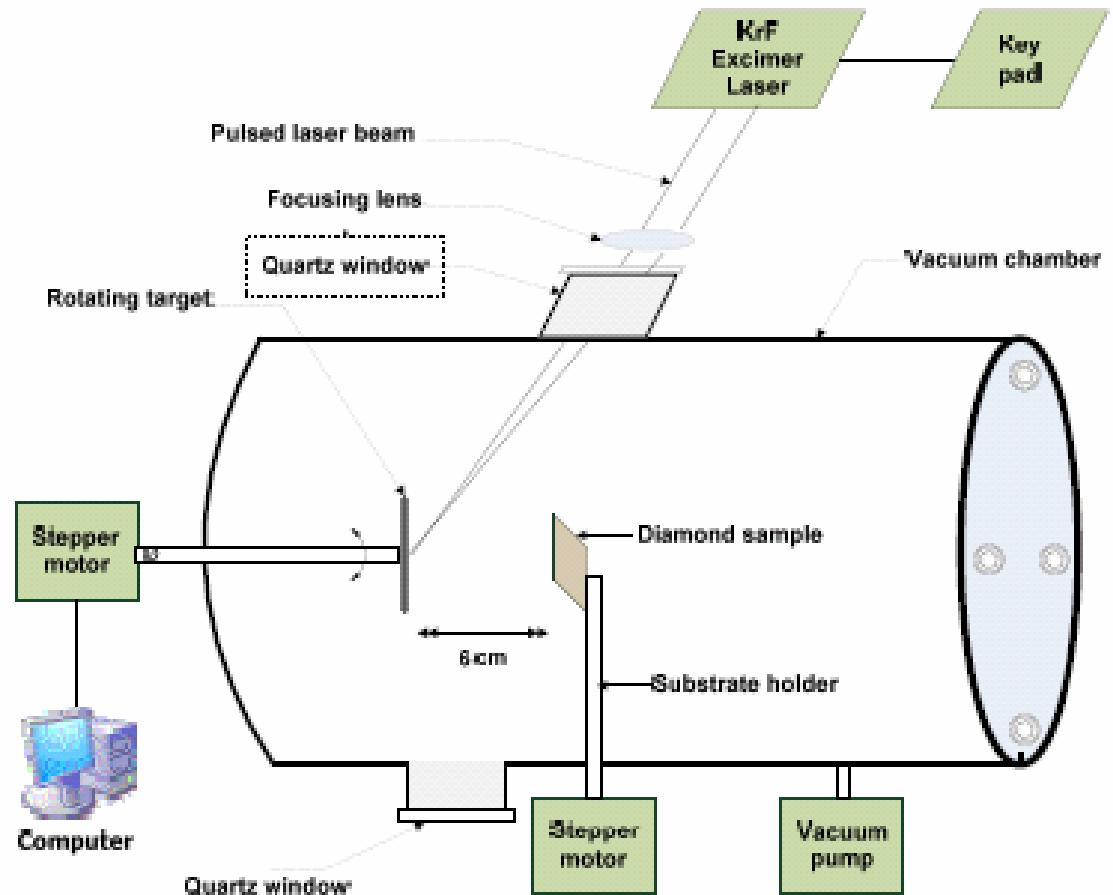 KrF
Excimer
Laser
Key
pad
Pulsed laser beam
Focusing lens
Quartz window
Vacuum chamber
Rotating target
Stepper
motor
Diamond sample
6 cm
Substrate holder
Computer
Stepper
motor
Vacuum
pump
Quartz window